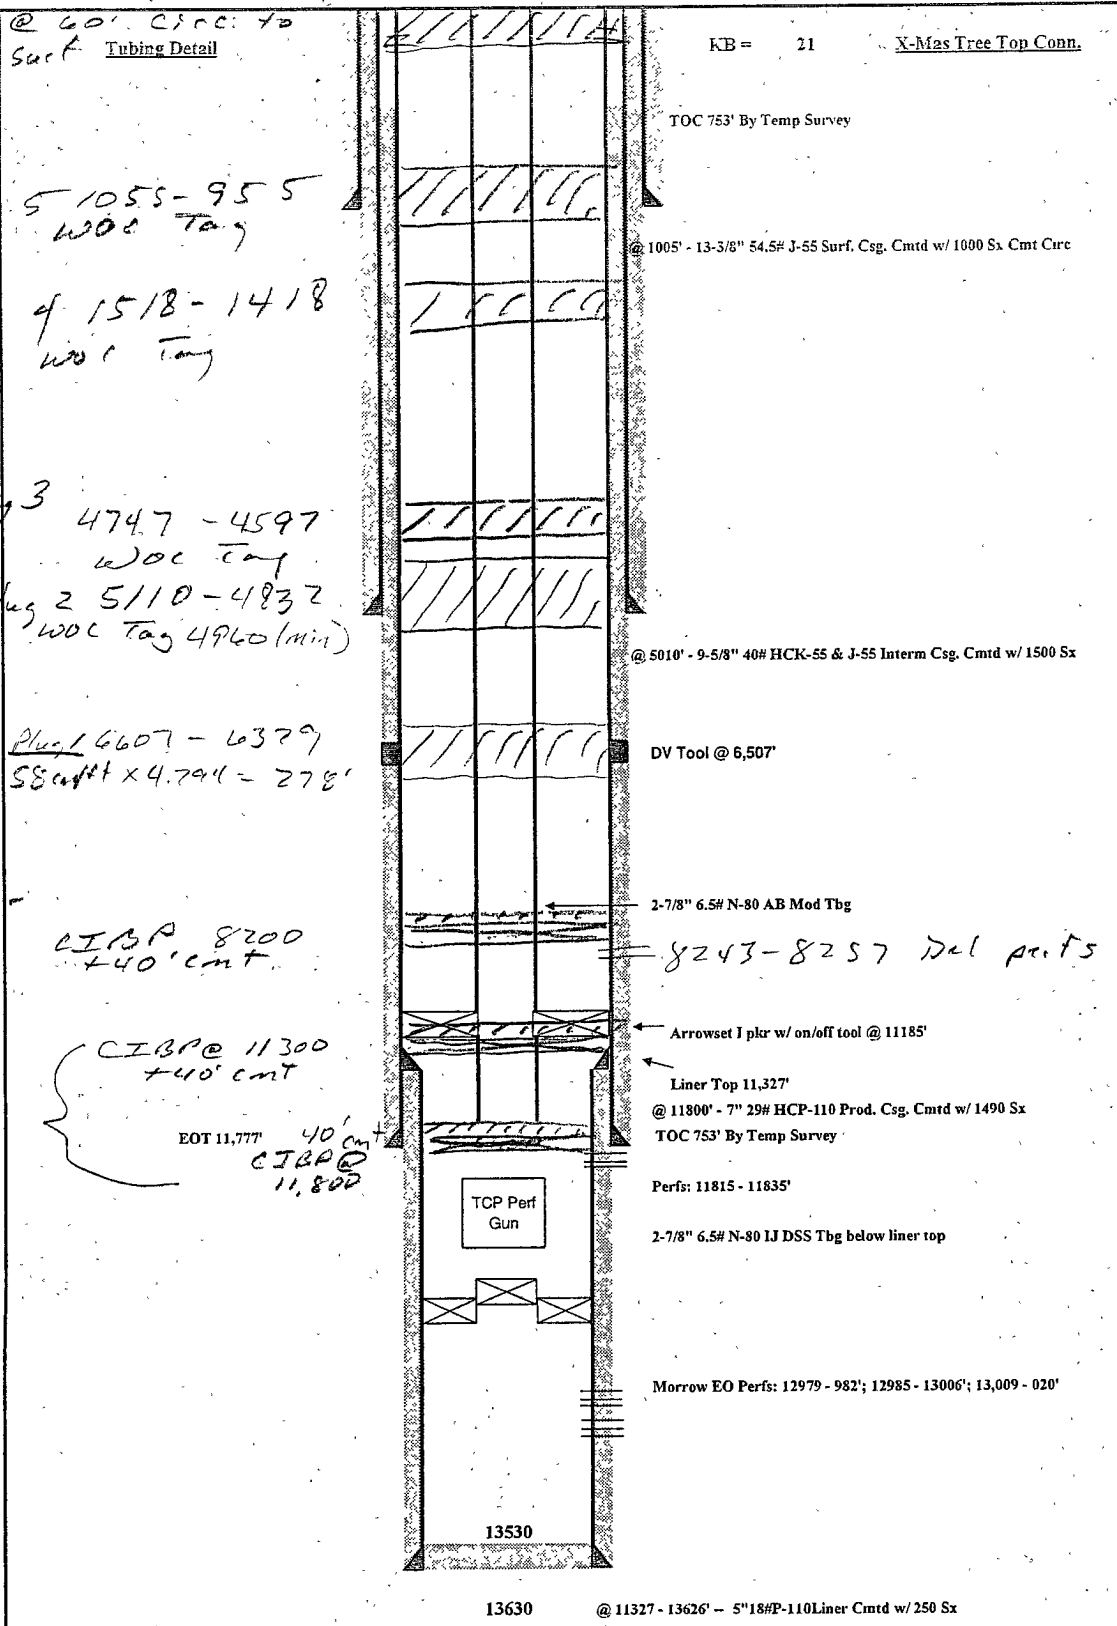 @ 60' Circ. to
Surf
Tubing Detail
KB = 21
X-Mas Tree Top Conn.
TOC 753' By Temp Survey
5 1055-955
WOC Tag
@ 1005' - 13-3/8" 54.5# J-55 Surf. Csg. Cmtd w/ 1000 Sx Cmt Circ
4 1518-1418
WOC Tag
3
4747 - 4597
WOC Tag
2 5110-4832
WOC Tag 4960 (min)
@ 5010' - 9-5/8" 40# HCK-55 & J-55 Interm Csg. Cmtd w/ 1500 Sx
Plug 1 6607 - 6329
DV Tool @ 6,507'
58 x 4.794 = 278'
2-7/8" 6.5# N-80 AB Mod Tbg
CIBP 8200
+40' cmt.
8243-8257 Del perfs
Arrowset I pkr w/ on/off tool @ 11185'
CIBP @ 11300
+40' cmt
Liner Top 11,327'
@ 11800' - 7" 29# HCP-110 Prod. Csg. Cmtd w/ 1490 Sx
TOC 753' By Temp Survey
EOT 11,777'
40' cmt
CIBP @
11,800
Perfs: 11815 - 11835'
TCP Perf
Gun
2-7/8" 6.5# N-80 IJ DSS Tbg below liner top
Morrow EO Perfs: 12979 - 982'; 12985 - 13006'; 13,009 - 020'
13530
13630
@ 11327 - 13626' -- 5"18#P-110Liner Cmtd w/ 250 Sx